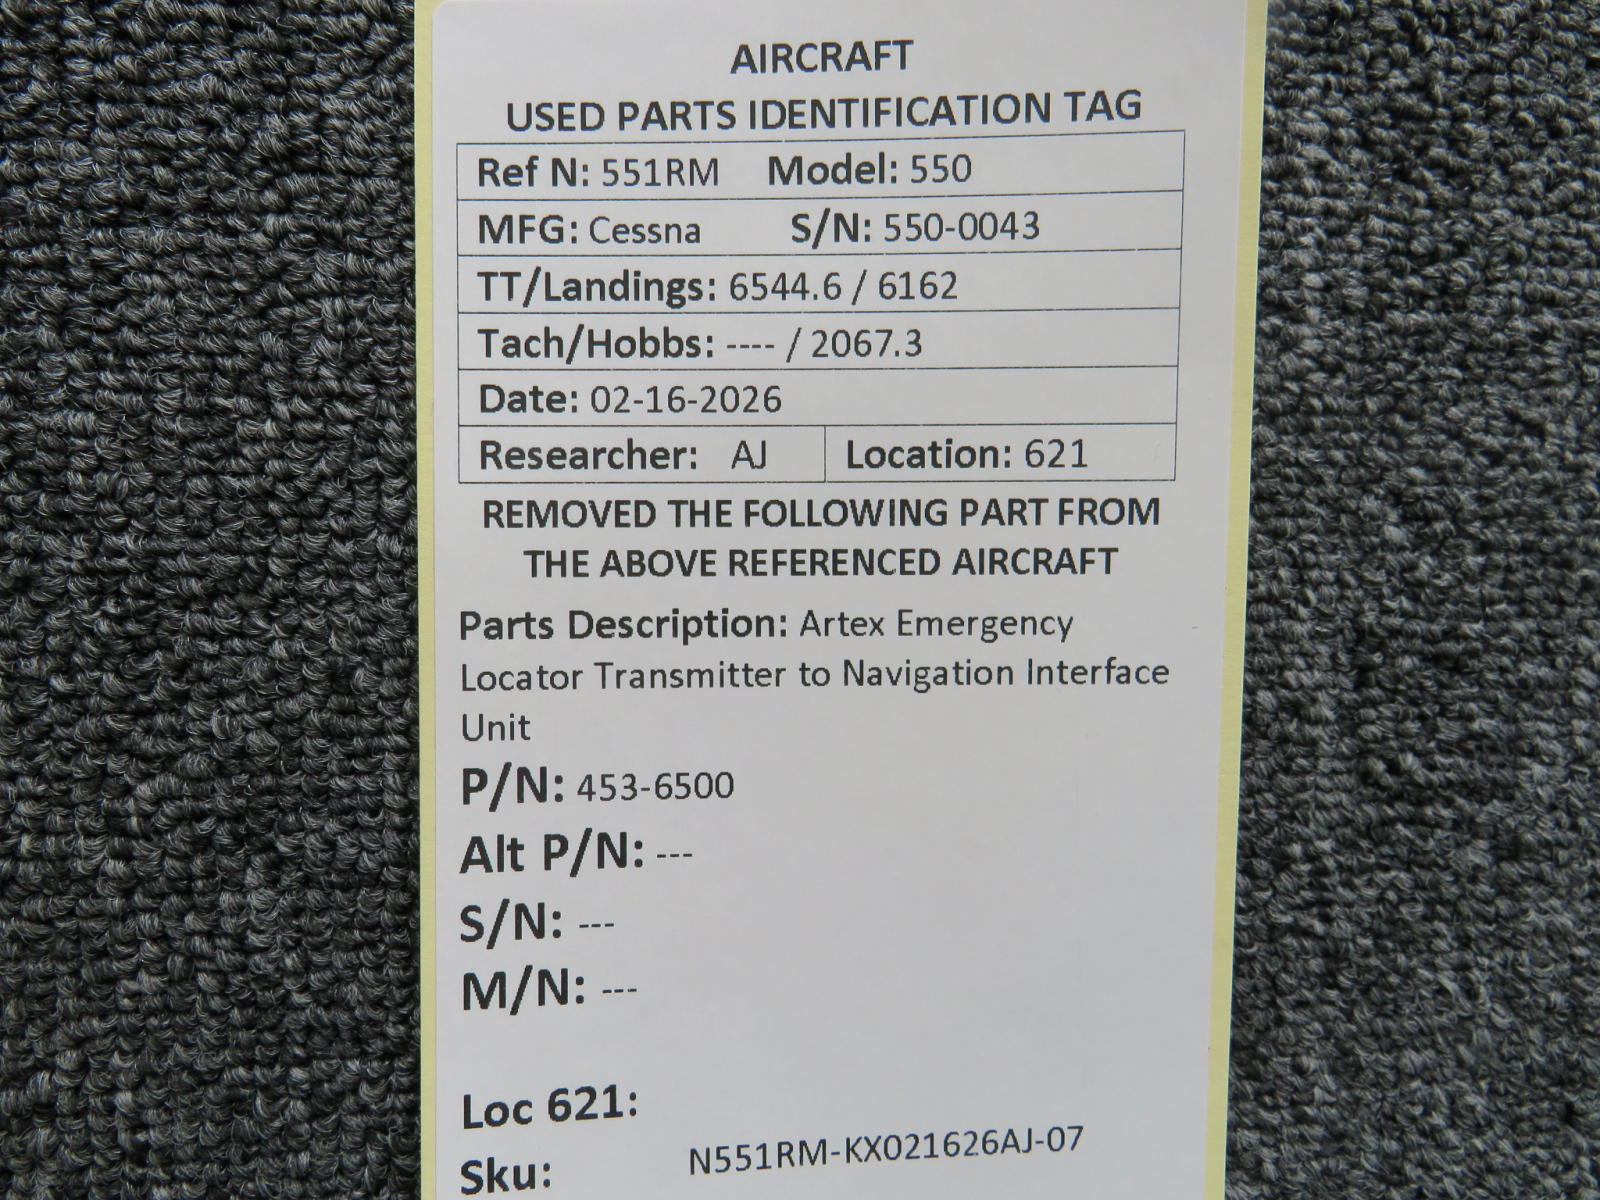 AIRCRAFT
USED PARTS IDENTIFICATION TAG
Ref N: 551RM Model: 550
MFG: Cessna S/N: 550-0043
TT/Landings: 6544.6 / 6162
Tach/Hobbs: ---- / 2067.3
Date: 02-16-2026
Researcher: AJ Location: 621
REMOVED THE FOLLOWING PART FROM
THE ABOVE REFERENCED AIRCRAFT
Parts Description: Artex Emergency
Locator Transmitter to Navigation Interface
Unit
P/N: 453-6500
Alt P/N: ---
S/N: ---
M/N: ---
Loc 621:
Sku: N551RM-KX021626AJ-07